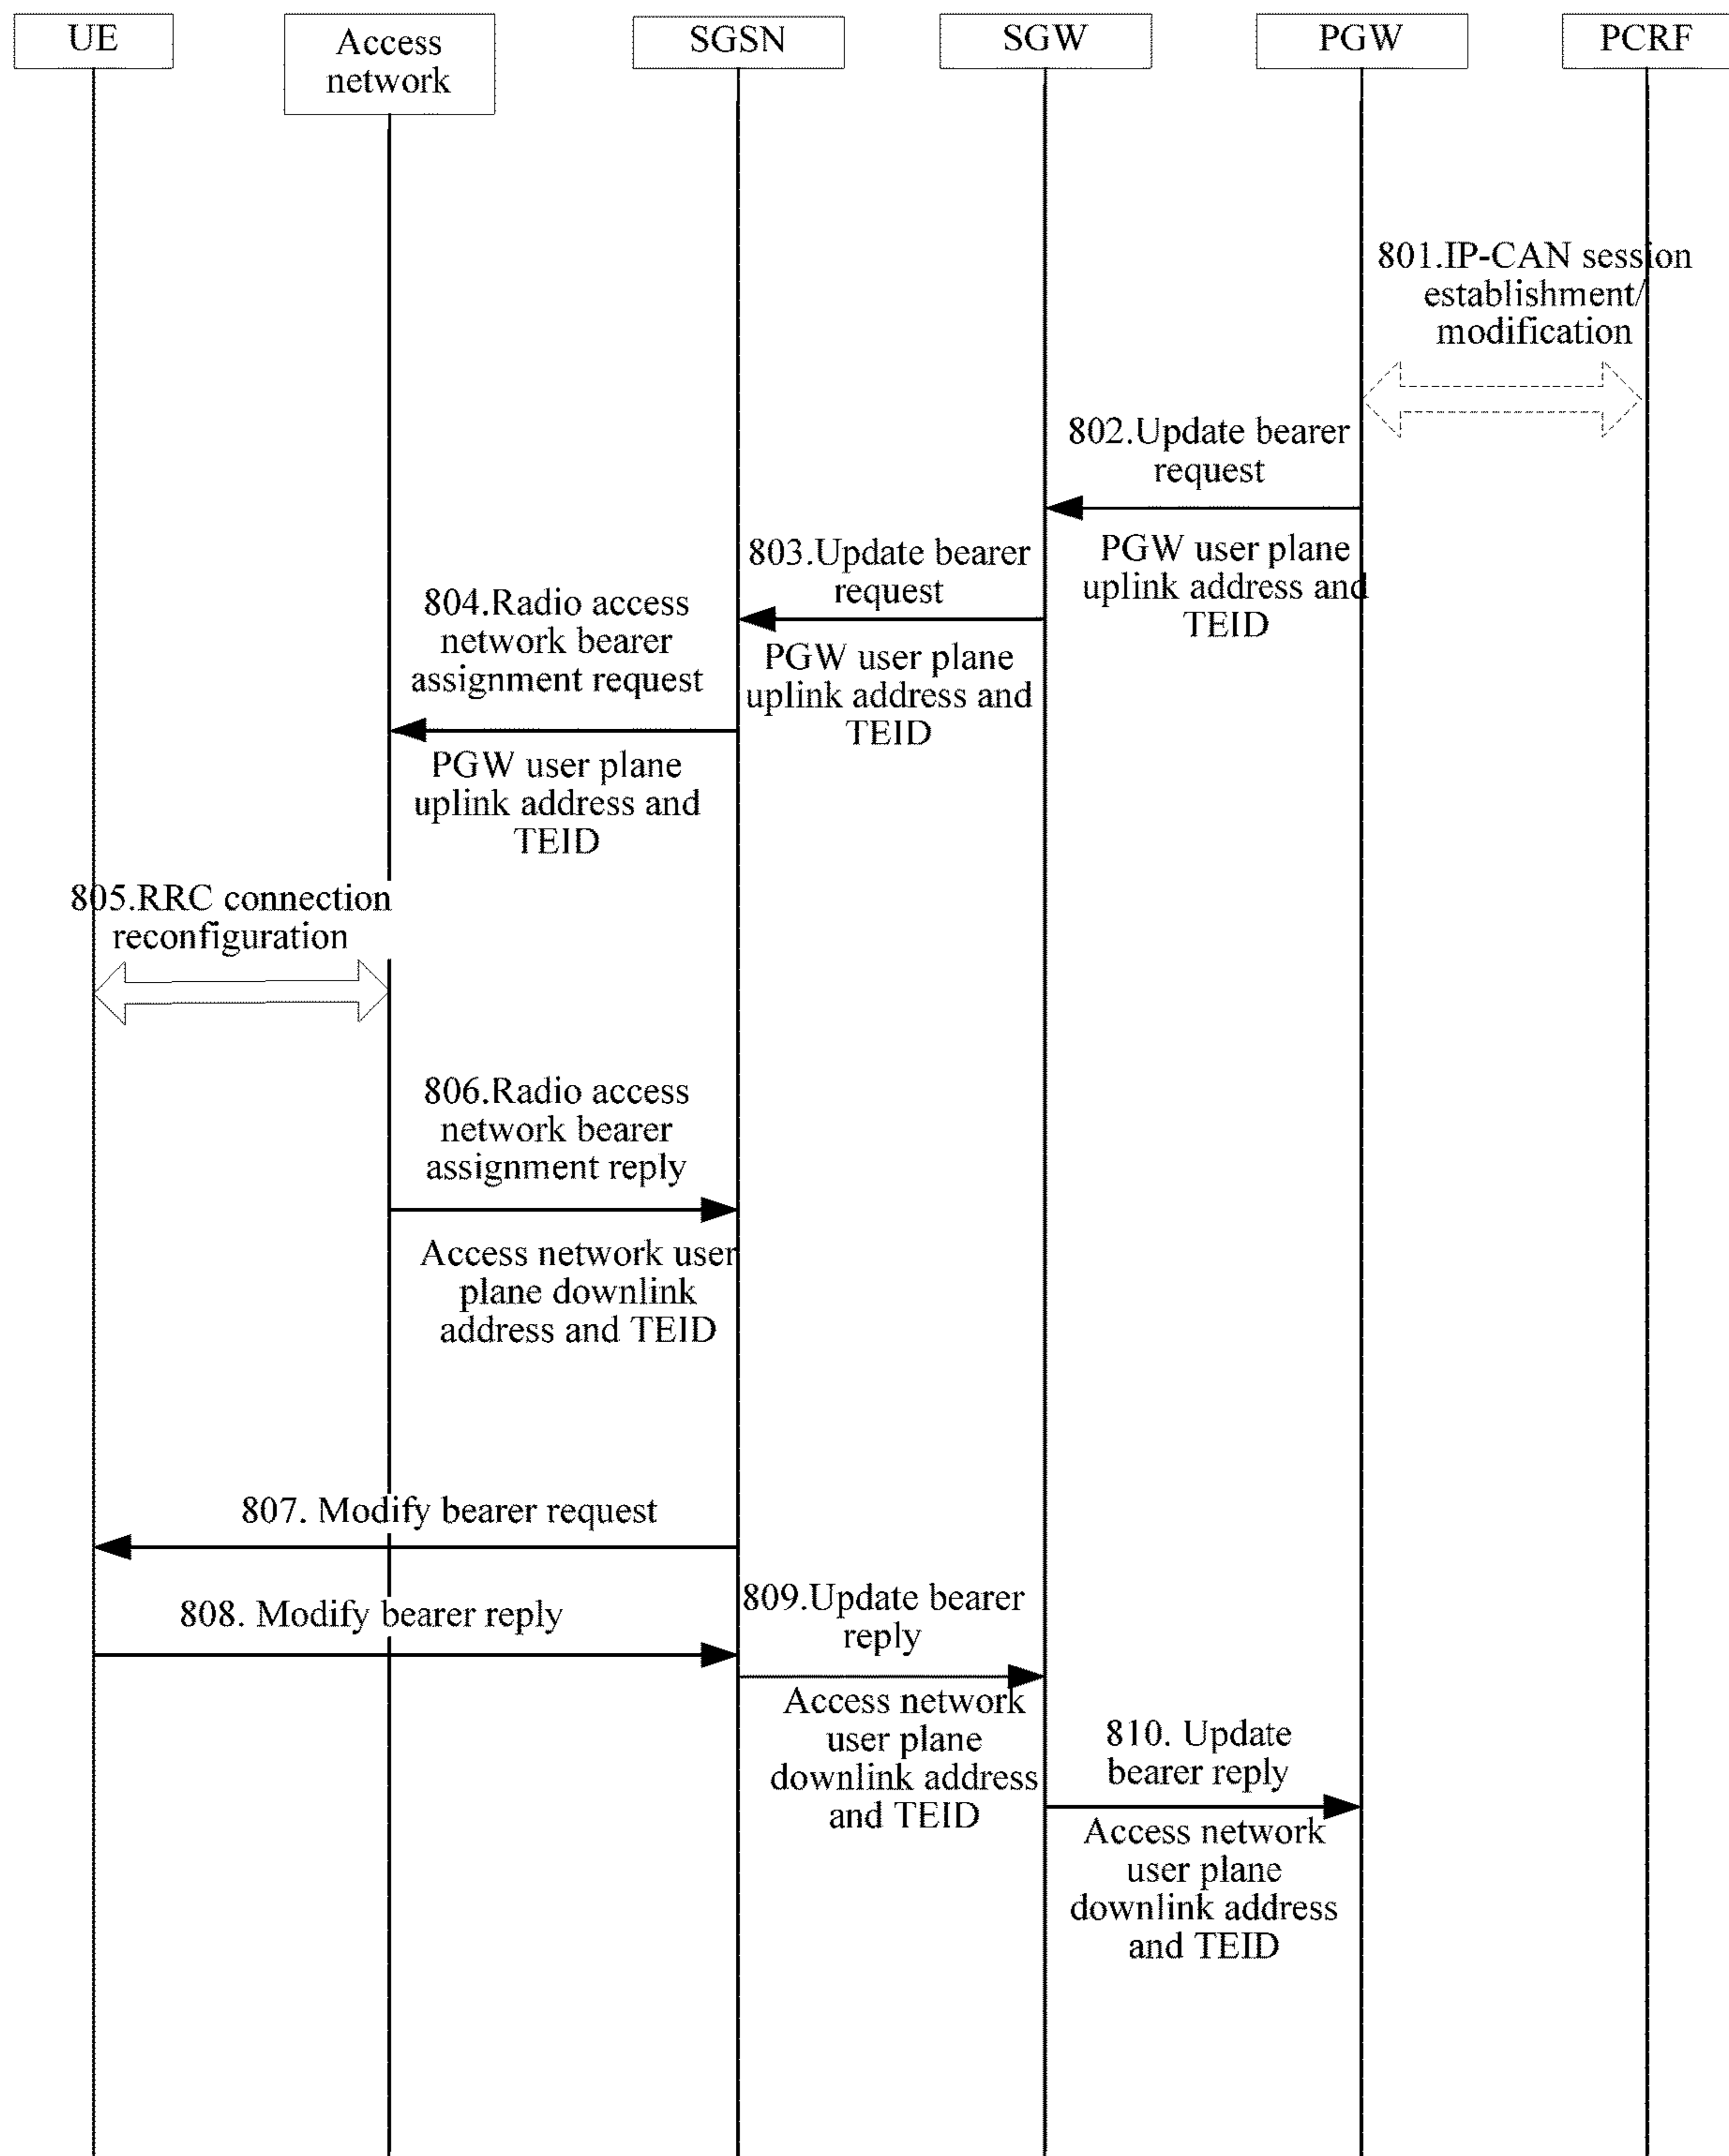 UE
Access
network
SGSN
SGW
PGW
PCRF
801.IP-CAN session
establishment/
modification
802.Update bearer
request
PGW user plane
uplink address and
TEID
803.Update bearer
request
PGW user plane
uplink address and
TEID
804.Radio access
network bearer
assignment request
PGW user plane
uplink address and
TEID
805.RRC connection
reconfiguration
806.Radio access
network bearer
assignment reply
Access network user
plane downlink
address and TEID
807. Modify bearer request
808. Modify bearer reply
809.Update bearer
reply
Access network
user plane
downlink address
and TEID
810. Update
bearer reply
Access network
user plane
downlink address
and TEID